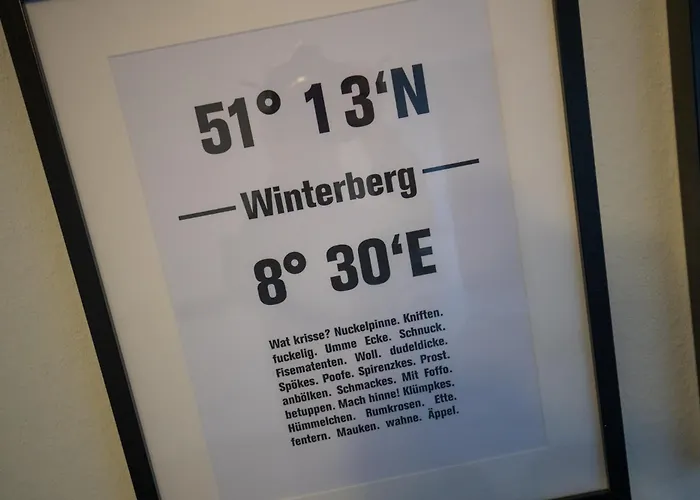 51° 13‘N
Winterberg
8° 30‘E
Wat krisse? Nuckelpinne. Kniften.
fuckelig. Umme Ecke. Schnuck.
Fisematenten. Woll. dudeldicke.
Spökes. Poofe. Spirenzkes. Prost.
anbölken. Schmackes. Mit Foffo.
betuppen. Mach hinne! Klümpkes.
Hümmelchen. Rumkrosen. Ette.
fentern. Mauken. wahne. Äppel.